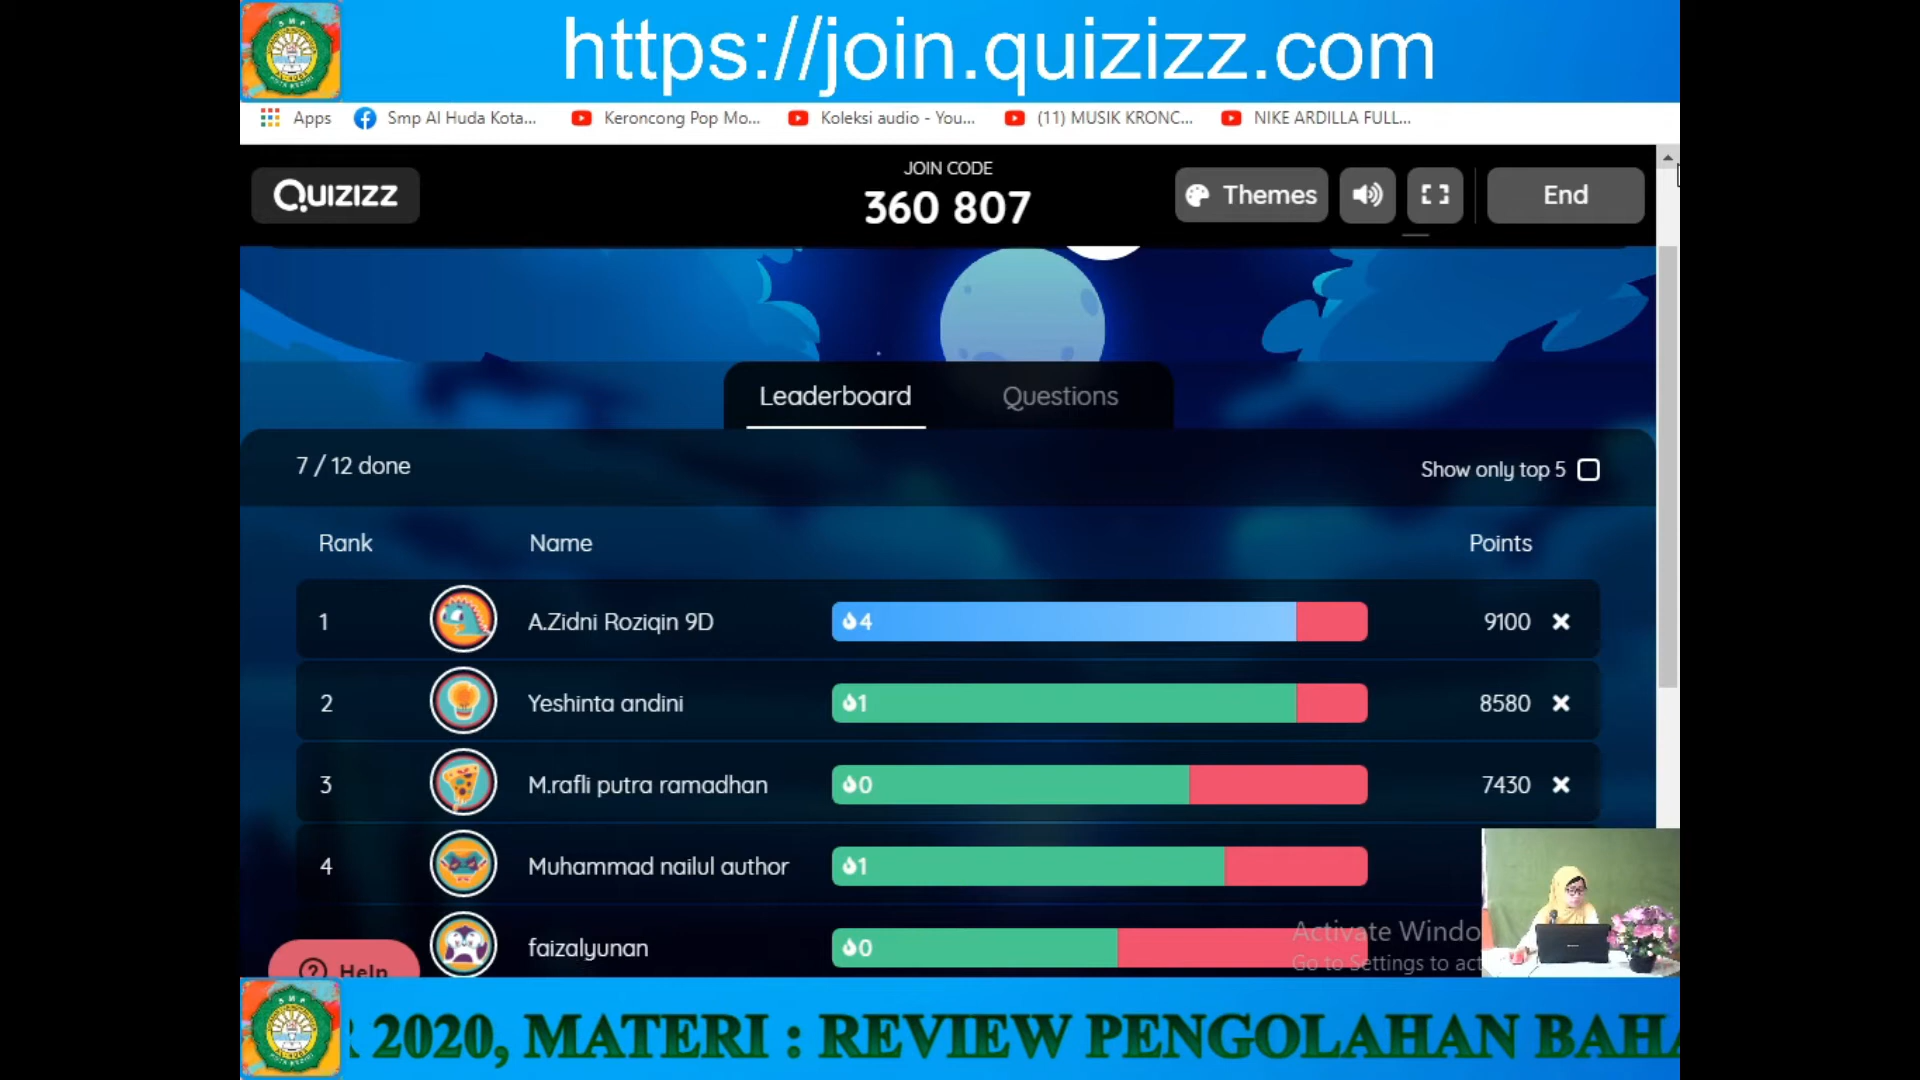 https://join.quizizz.com
Apps Smp Al Huda Kota... Keroncong Pop Mo... Koleksi audio - You... (11) MUSIK KRONC... NIKE ARDILLA FULL...
QUIZIZZ
JOIN CODE
360 807
Themes
End
Leaderboard Questions
7 / 12 done
Show only top 5
Rank Name Points
1 A.Zidni Roziqin 9D 4 9100
2 Yeshinta andini 1 8580
3 M.rafli putra ramadhan 0 7430
4 Muhammad nailul author 1
faizalyunan 0
Activate Windo
Go to Settings to act
Help
R 2020, MATERI : REVIEW PENGOLAHAN BAHA